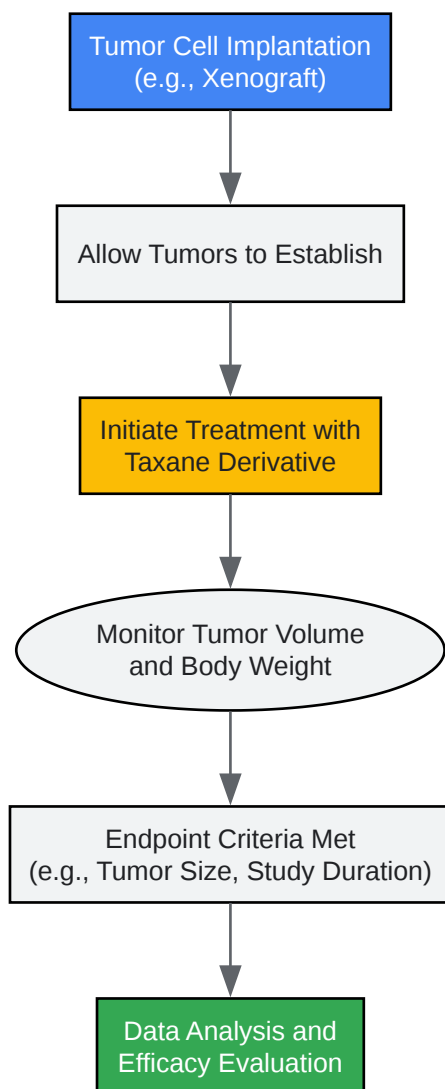 Tumor Cell Implantation
(e.g., Xenograft)
Allow Tumors to Establish
Initiate Treatment with
Taxane Derivative
Monitor Tumor Volume
and Body Weight
Endpoint Criteria Met
(e.g., Tumor Size, Study Duration)
Data Analysis and
Efficacy Evaluation